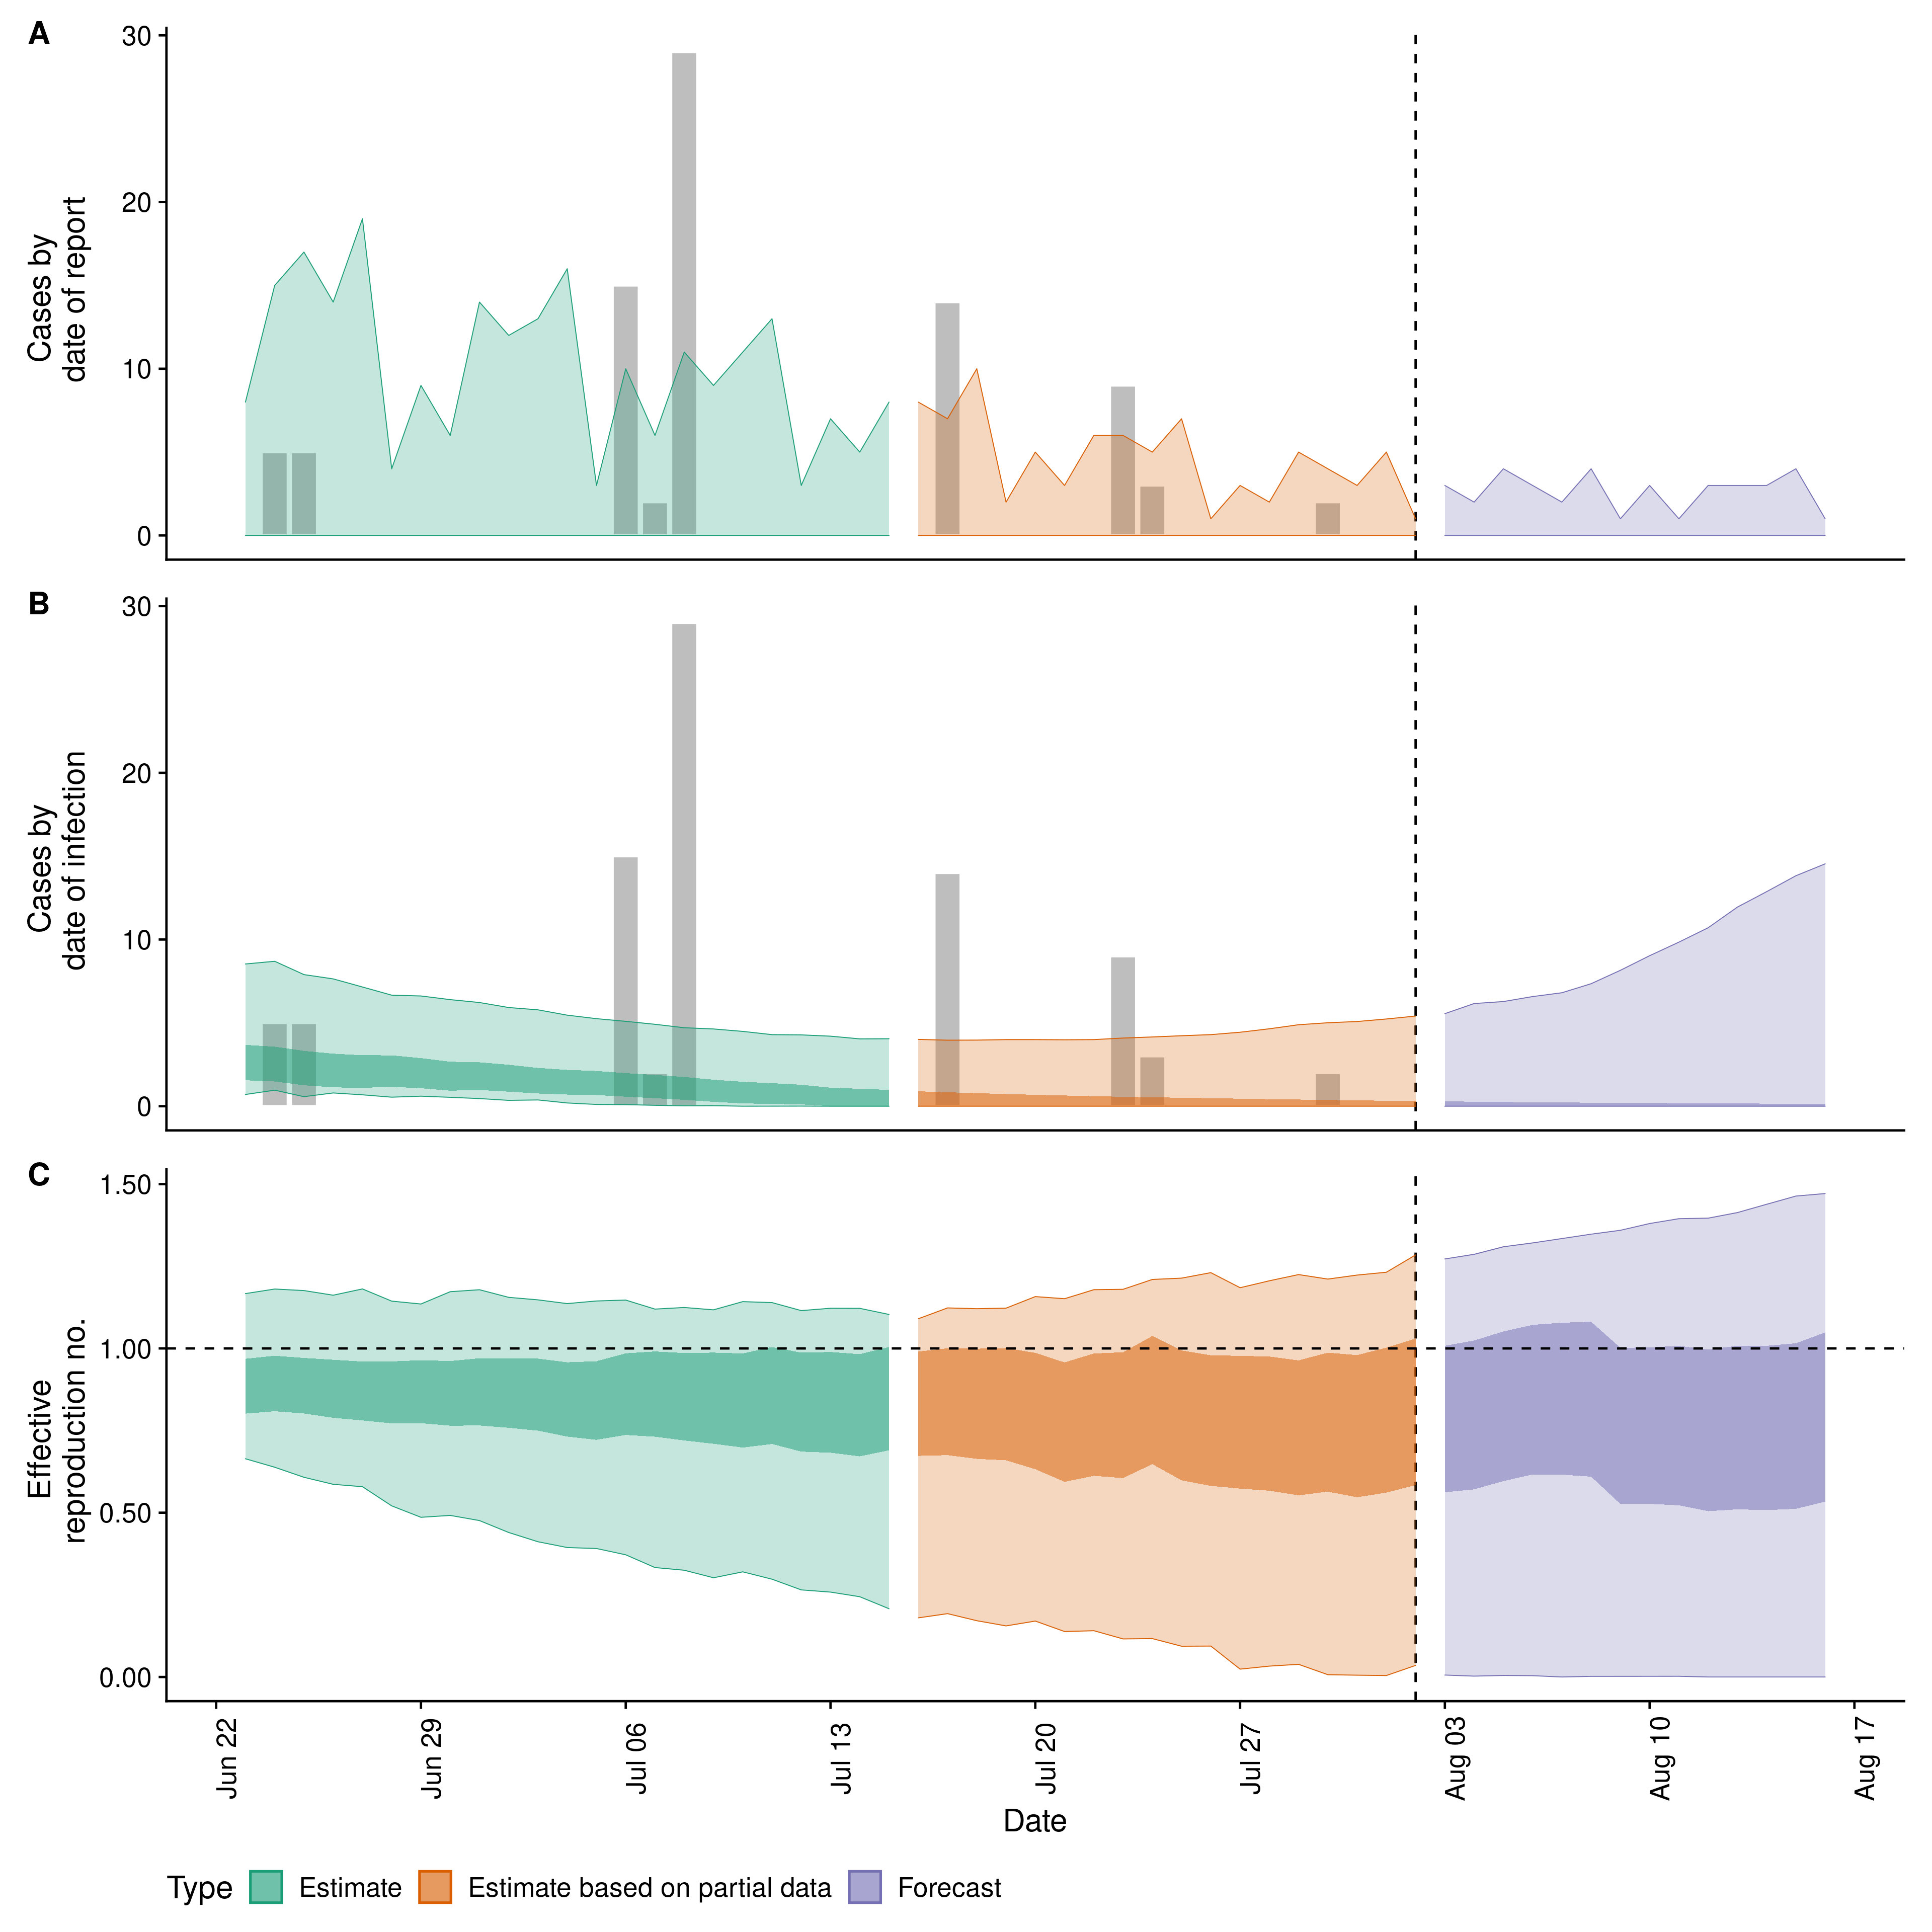 A
30
20
10
0
Cases by
date of report
B
30
20
10
0
Cases by
date of infection
C
1.50
1.00
0.50
0.00
Effective
reproduction no.
Jun 22
Jun 29
Jul 06
Jul 13
Jul 20
Jul 27
Aug 03
Aug 10
Aug 17
Date
Type Estimate Estimate based on partial data Forecast